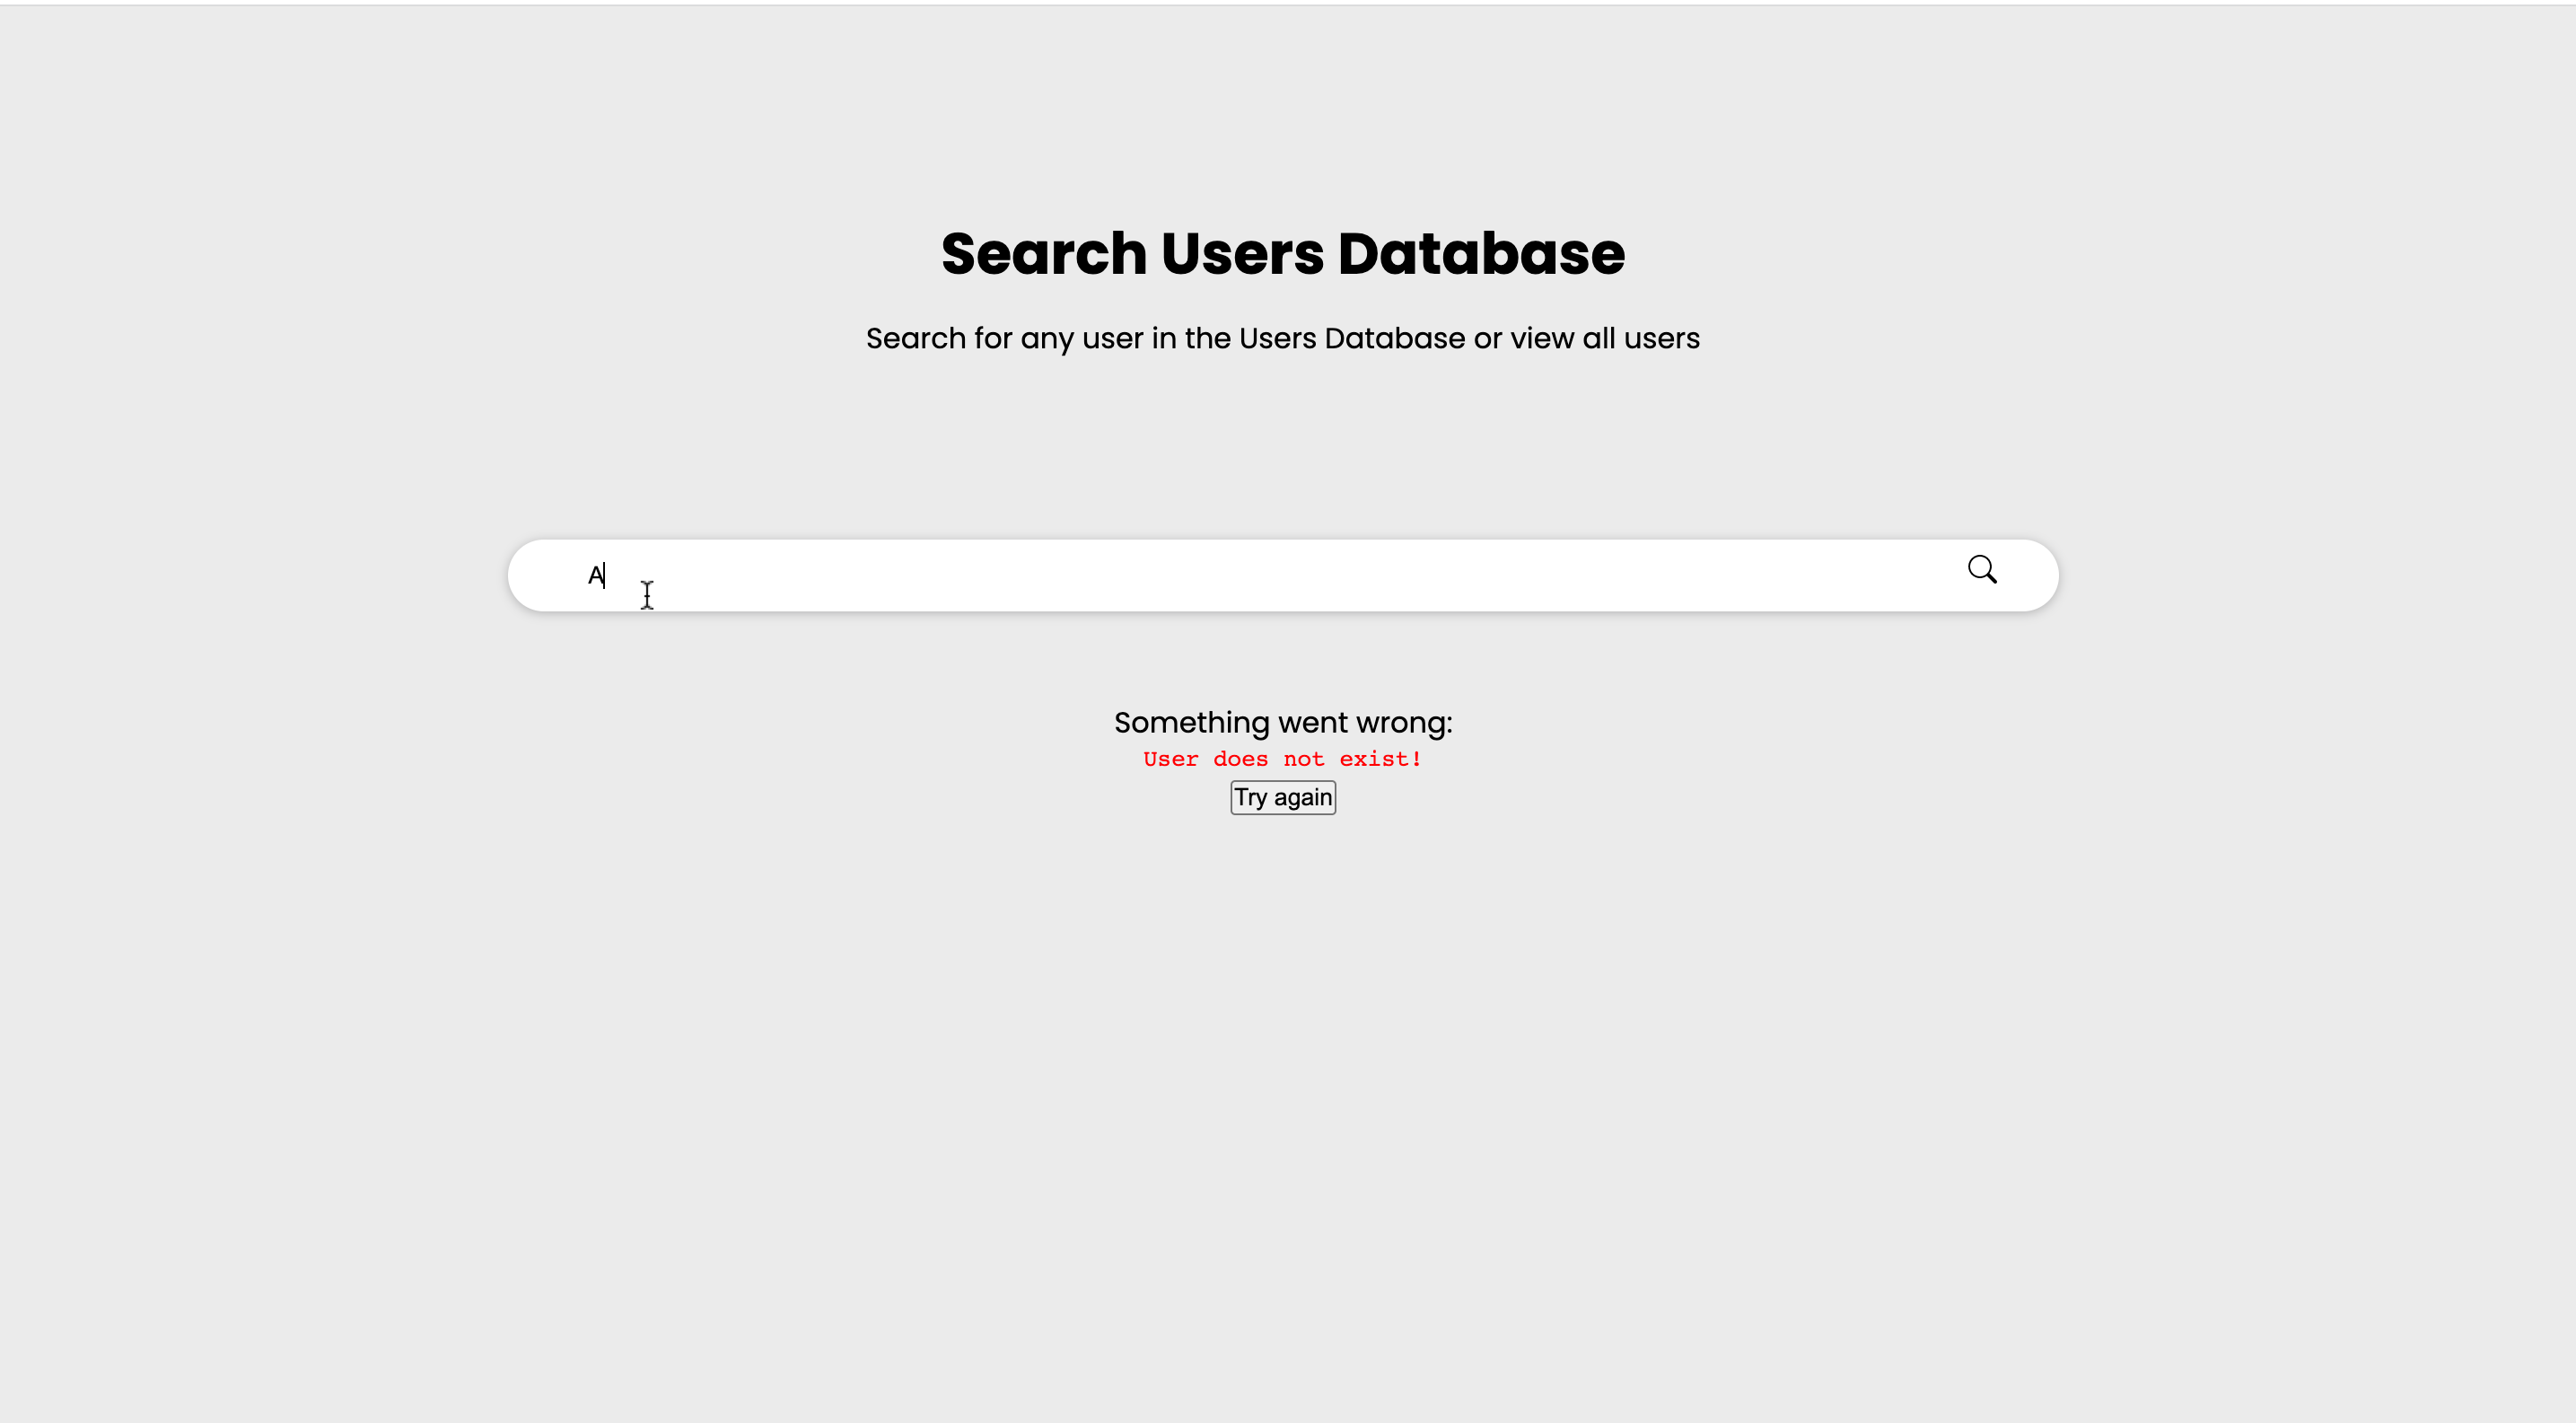 Search Users Database
Search for any user in the Users Database or view all users
A
Something went wrong:
User does not exist!
Try again